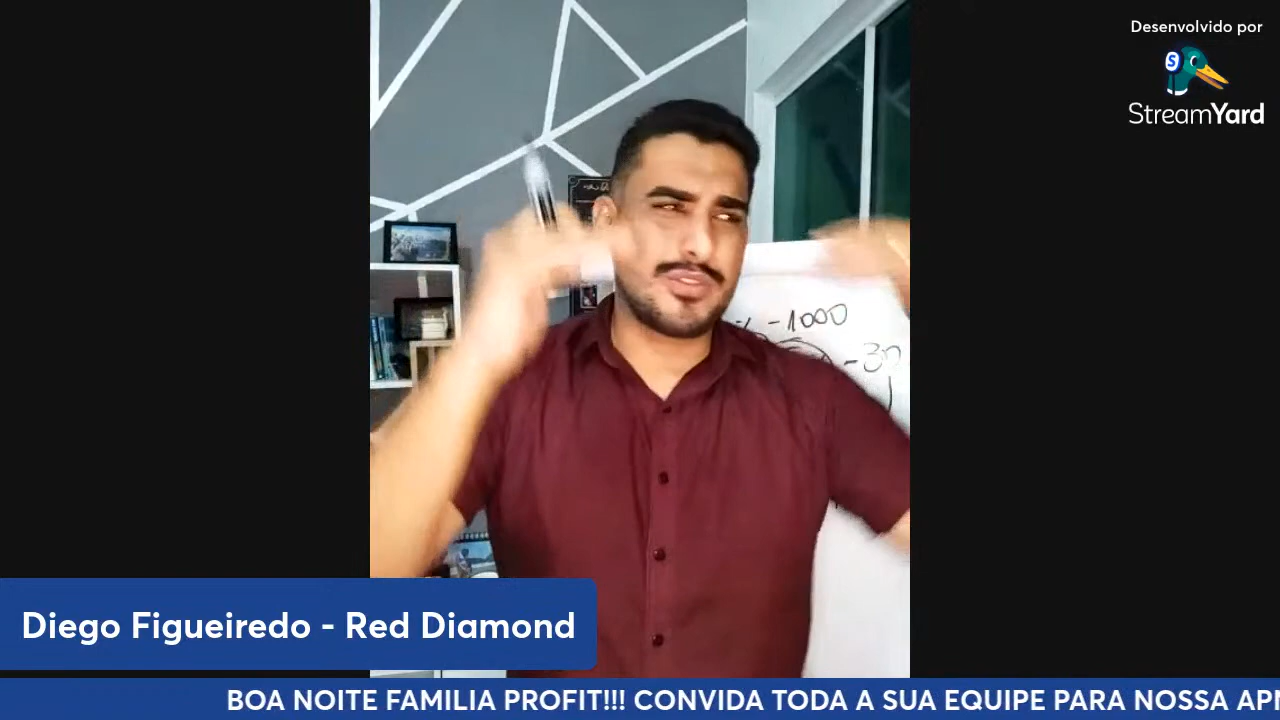 Desenvolvido por
StreamYard
-1000
Diego Figueiredo - Red Diamond
BOA NOITE FAMILIA PROFIT!!! CONVIDA TODA A SUA EQUIPE PARA NOSSA